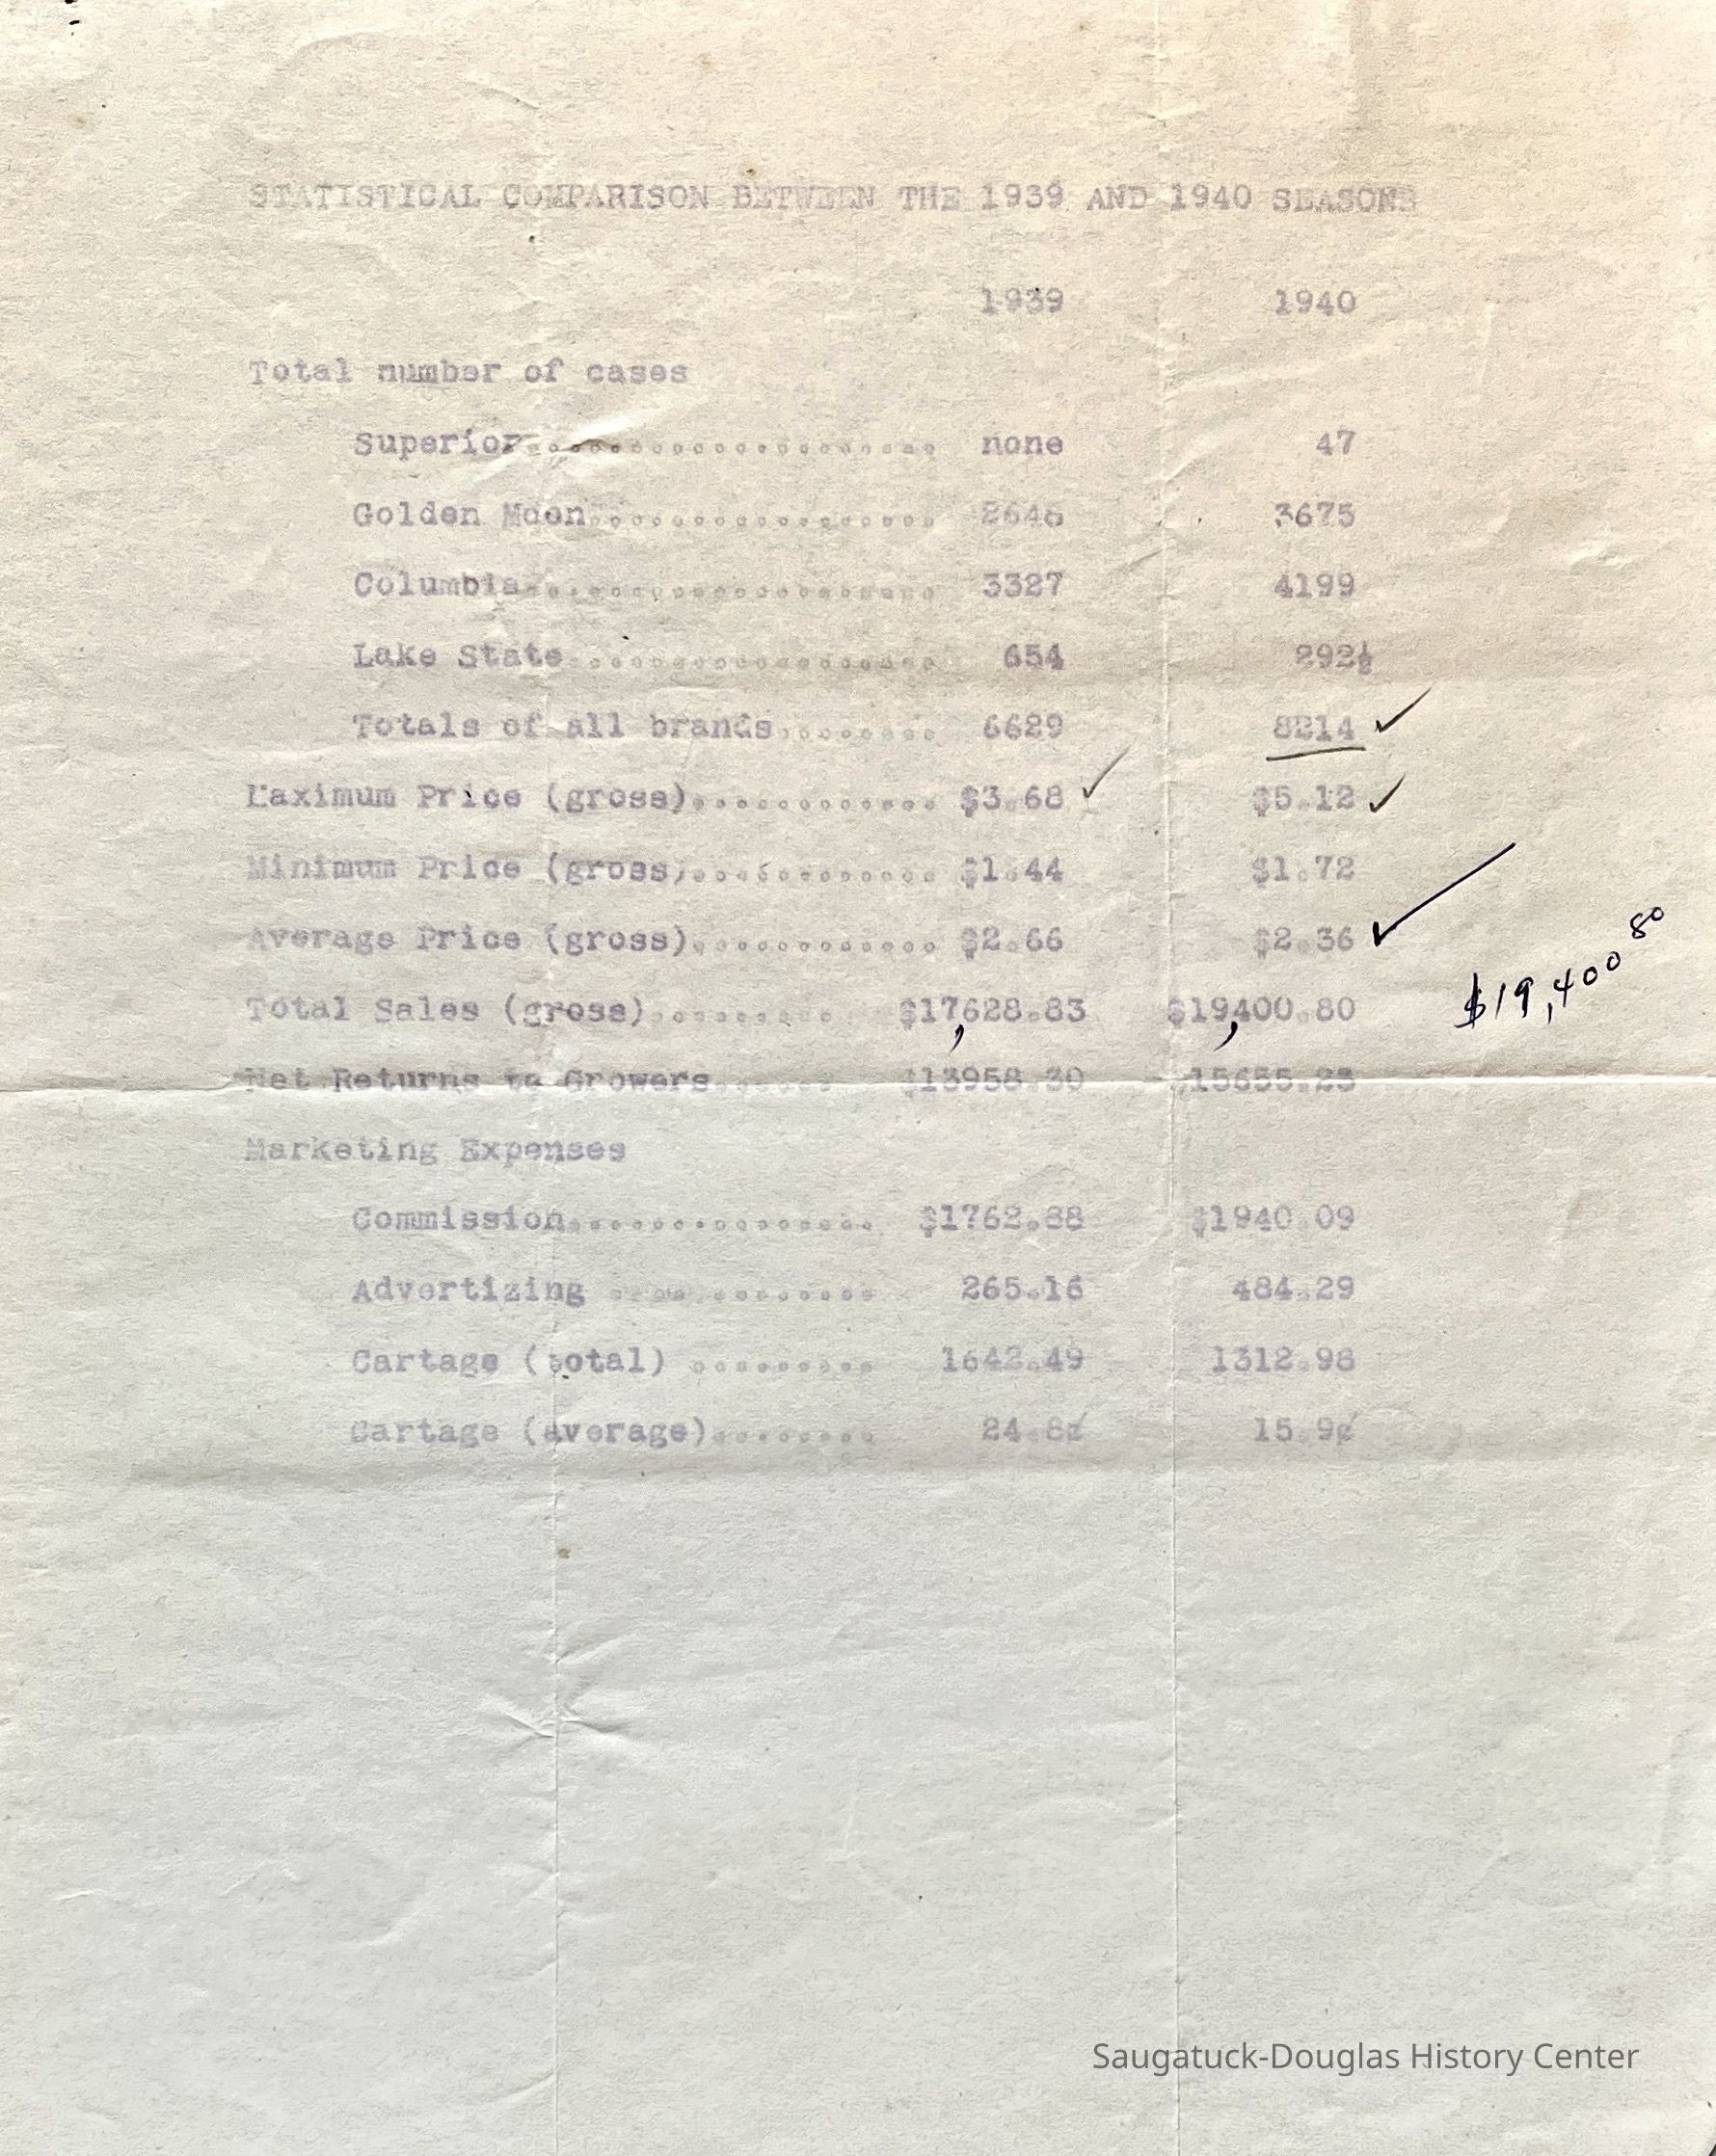 STATISTICAL COMPARISON BETWEEN THE 1939 AND 1940 SEASONS
1939 1940
Total number of cases
Superior.................... none 47
Golden Moon................. 2648 3675
Columbia.................... 3327 4199
Lake State.................. 654 292½
Totals of all brands........ 6629 8214 ✓
Maximum Price (gross)............ $3.68 ✓ $5.12 ✓
Minimum Price (gross)............ $1.44 $1.72
Average Price (gross)............ $2.66 $2.36 ✓
Total Sales (gross)......... $17,628.83 $19,400.80 $19,400 80
Net Returns to Growers...... $13958.30 15655.23
Marketing Expenses
Commission............... $1762.88 $1940.09
Advertizing ............. 265.16 484.29
Cartage (total) ......... 1642.49 1312.98
Cartage (average)........ 24.8¢ 15.9¢
Saugatuck-Douglas History Center